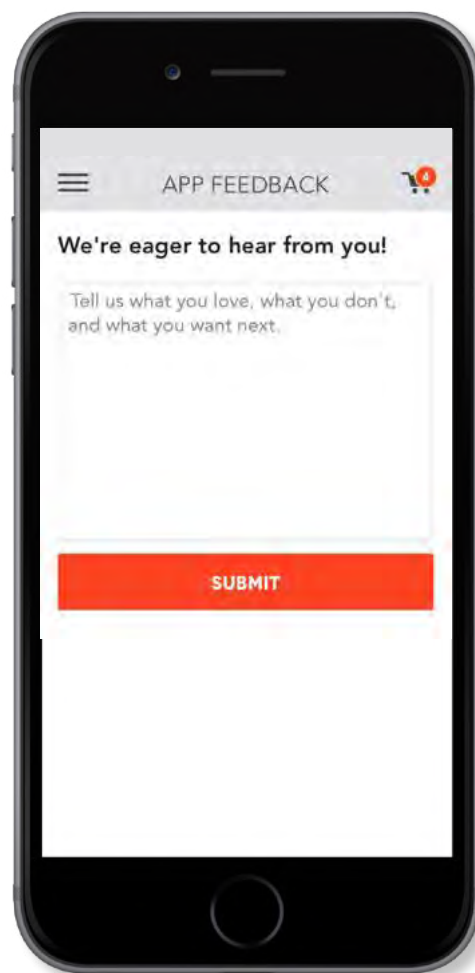 APP FEEDBACK
4
We're eager to hear from you!
Tell us what you love, what you don't,
and what you want next.
SUBMIT